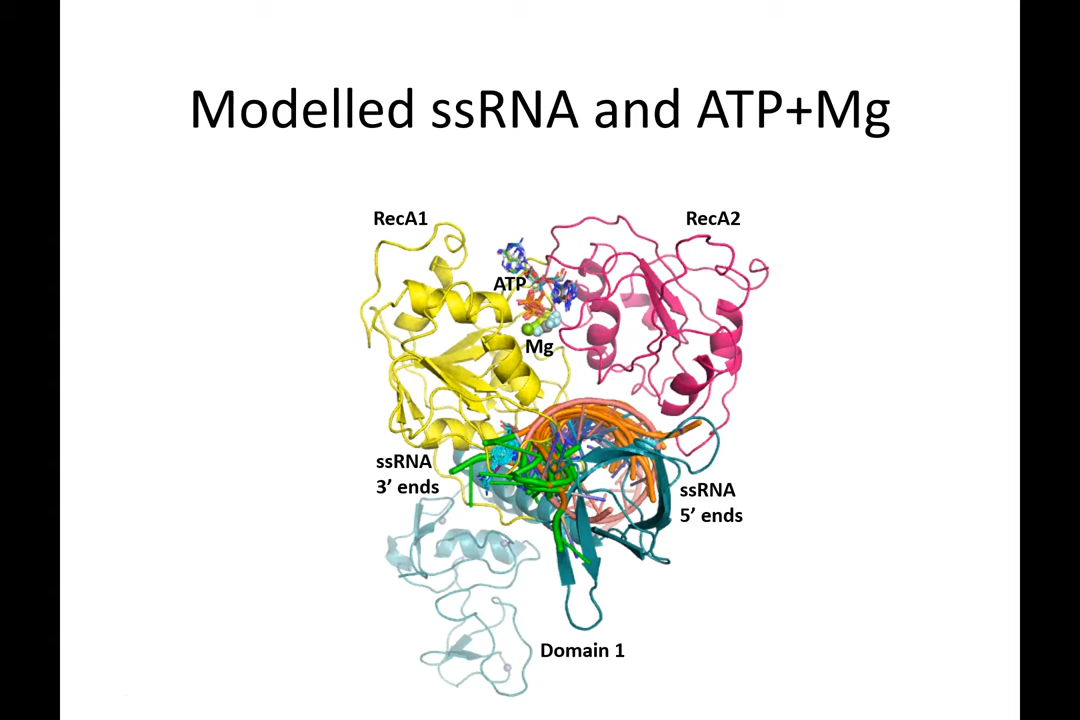 Modelled ssRNA and ATP+Mg
RecA1
RecA2
ATP
Mg
ssRNA
3’ ends
ssRNA
5’ ends
Domain 1